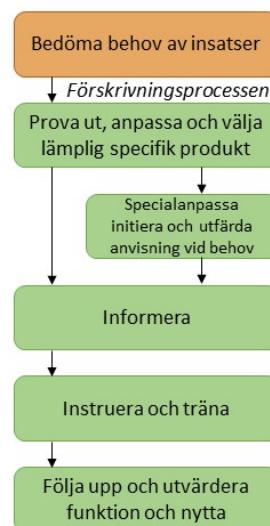 Bedöma behov av insatser
Förskrivningsprocessen
Prova ut, anpassa och välja
lämplig specifik produkt
Specialanpassa
initiera och utfärda
anvisning vid behov
Informera
Instruera och träna
Följa upp och utvärdera
funktion och nytta